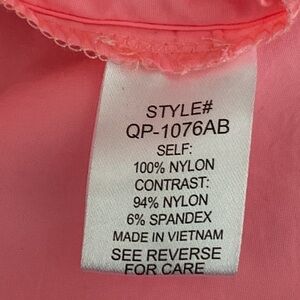 STYLE#
QP-1076AB
SELF:
100% NYLON
CONTRAST:
94% NYLON
6% SPANDEX
MADE IN VIETNAM
SEE REVERSE
FOR CARE